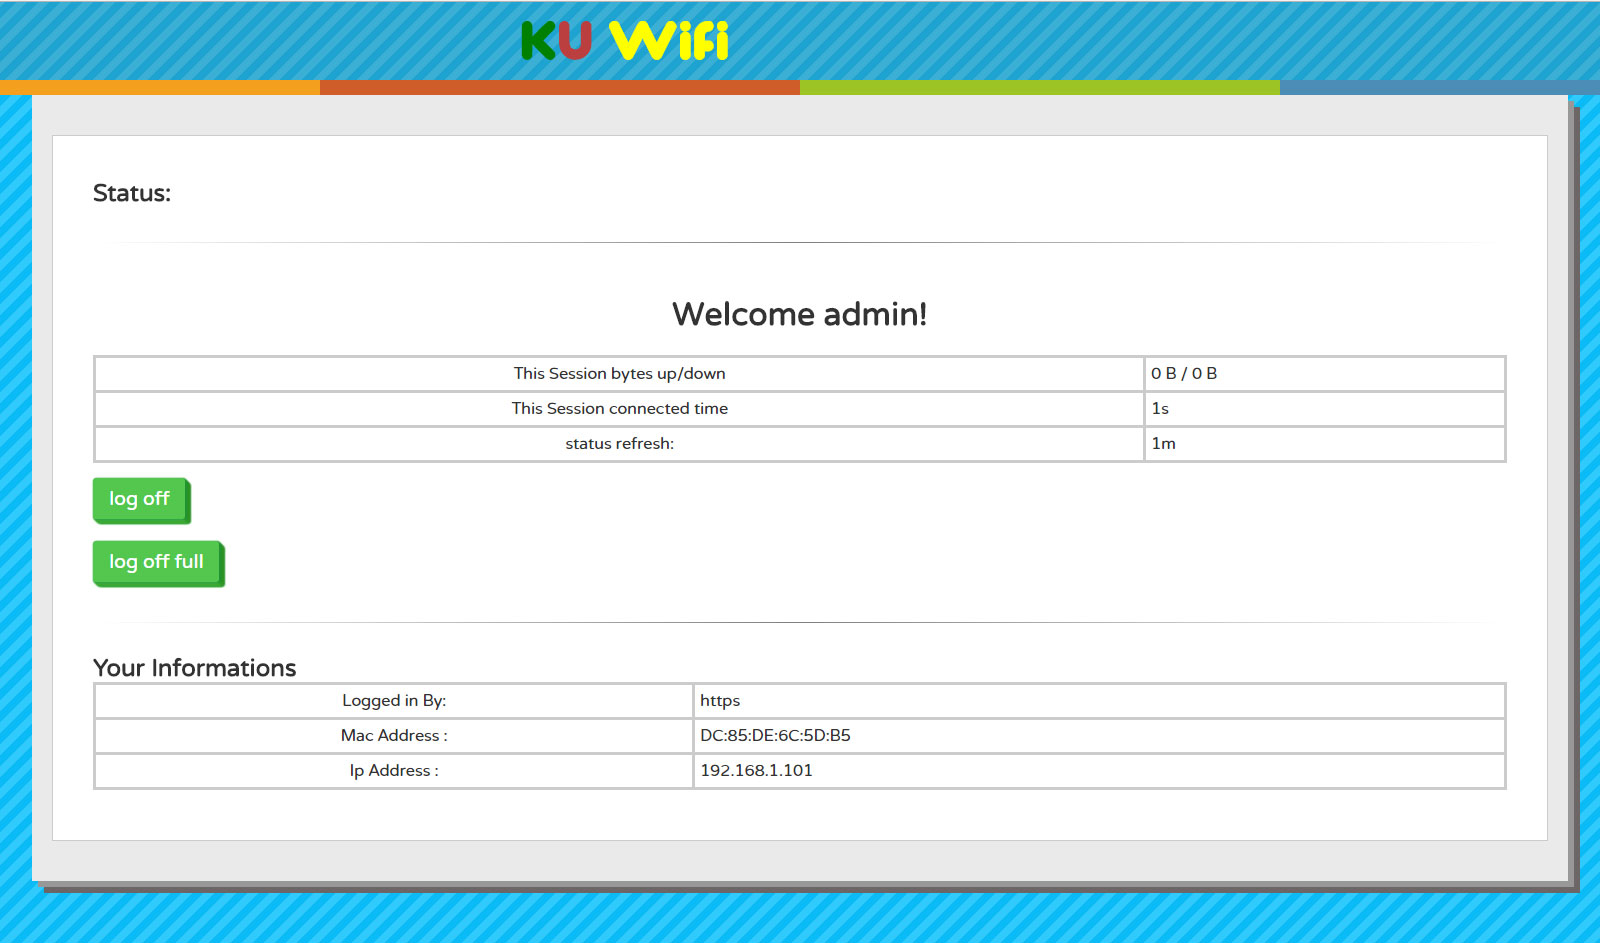 KU Wifi
Status:
Welcome admin!
This Session bytes up/down 0 B / 0 B
This Session connected time 1s
status refresh: 1m
log off
log off full
Your Informations
Logged in By: https
Mac Address : DC:85:DE:6C:5D:B5
Ip Address : 192.168.1.101